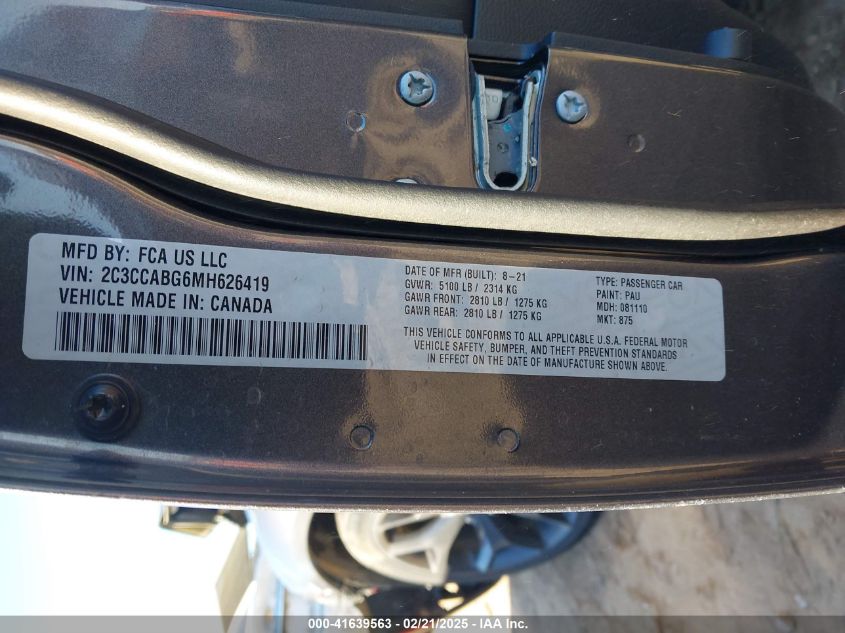 MFD BY: FCA US LLC
VIN: 2C3CCABG6MH626419
VEHICLE MADE IN: CANADA
DATE OF MFR (BUILT): 8-21
GVWR: 5100 LB / 2314 KG
GAWR FRONT: 2810 LB / 1275 KG
GAWR REAR: 2810 LB / 1275 KG
TYPE: PASSENGER CAR
PAINT: PAU
MDH: 081110
MKT: 875
THIS VEHICLE CONFORMS TO ALL APPLICABLE U.S.A. FEDERAL MOTOR
VEHICLE SAFETY, BUMPER, AND THEFT PREVENTION STANDARDS
IN EFFECT ON THE DATE OF MANUFACTURE SHOWN ABOVE.
000-41639563 - 02/21/2025 - IAA Inc.